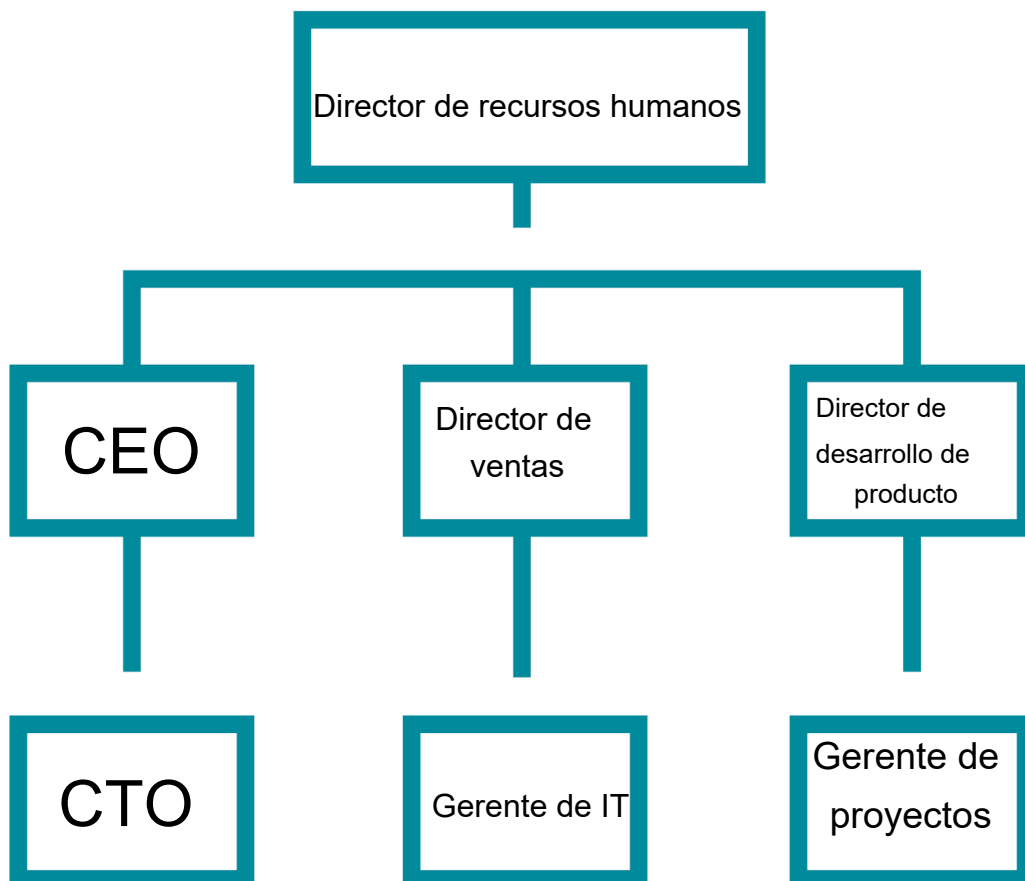 Director de recursos humanos
CEO
Director de
ventas
Director de
desarrollo de
producto
CTO
Gerente de IT
Gerente de
proyectos